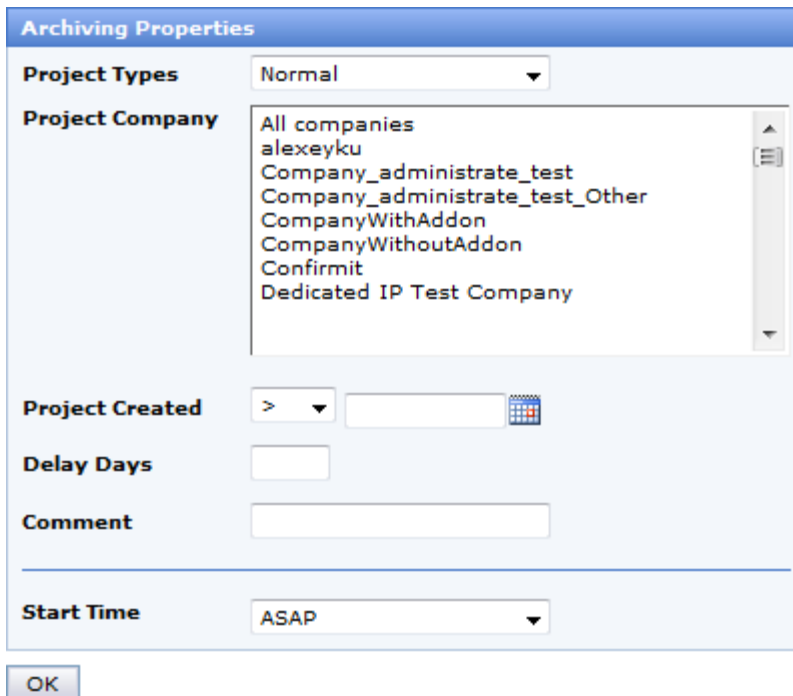 Archiving Properties
Project Types Normal
Project Company All companies
alexeyku
Company_administrate_test
Company_administrate_test_Other
CompanyWithAddon
CompanyWithoutAddon
Confirmit
Dedicated IP Test Company
Project Created >
Delay Days
Comment
Start Time ASAP
OK